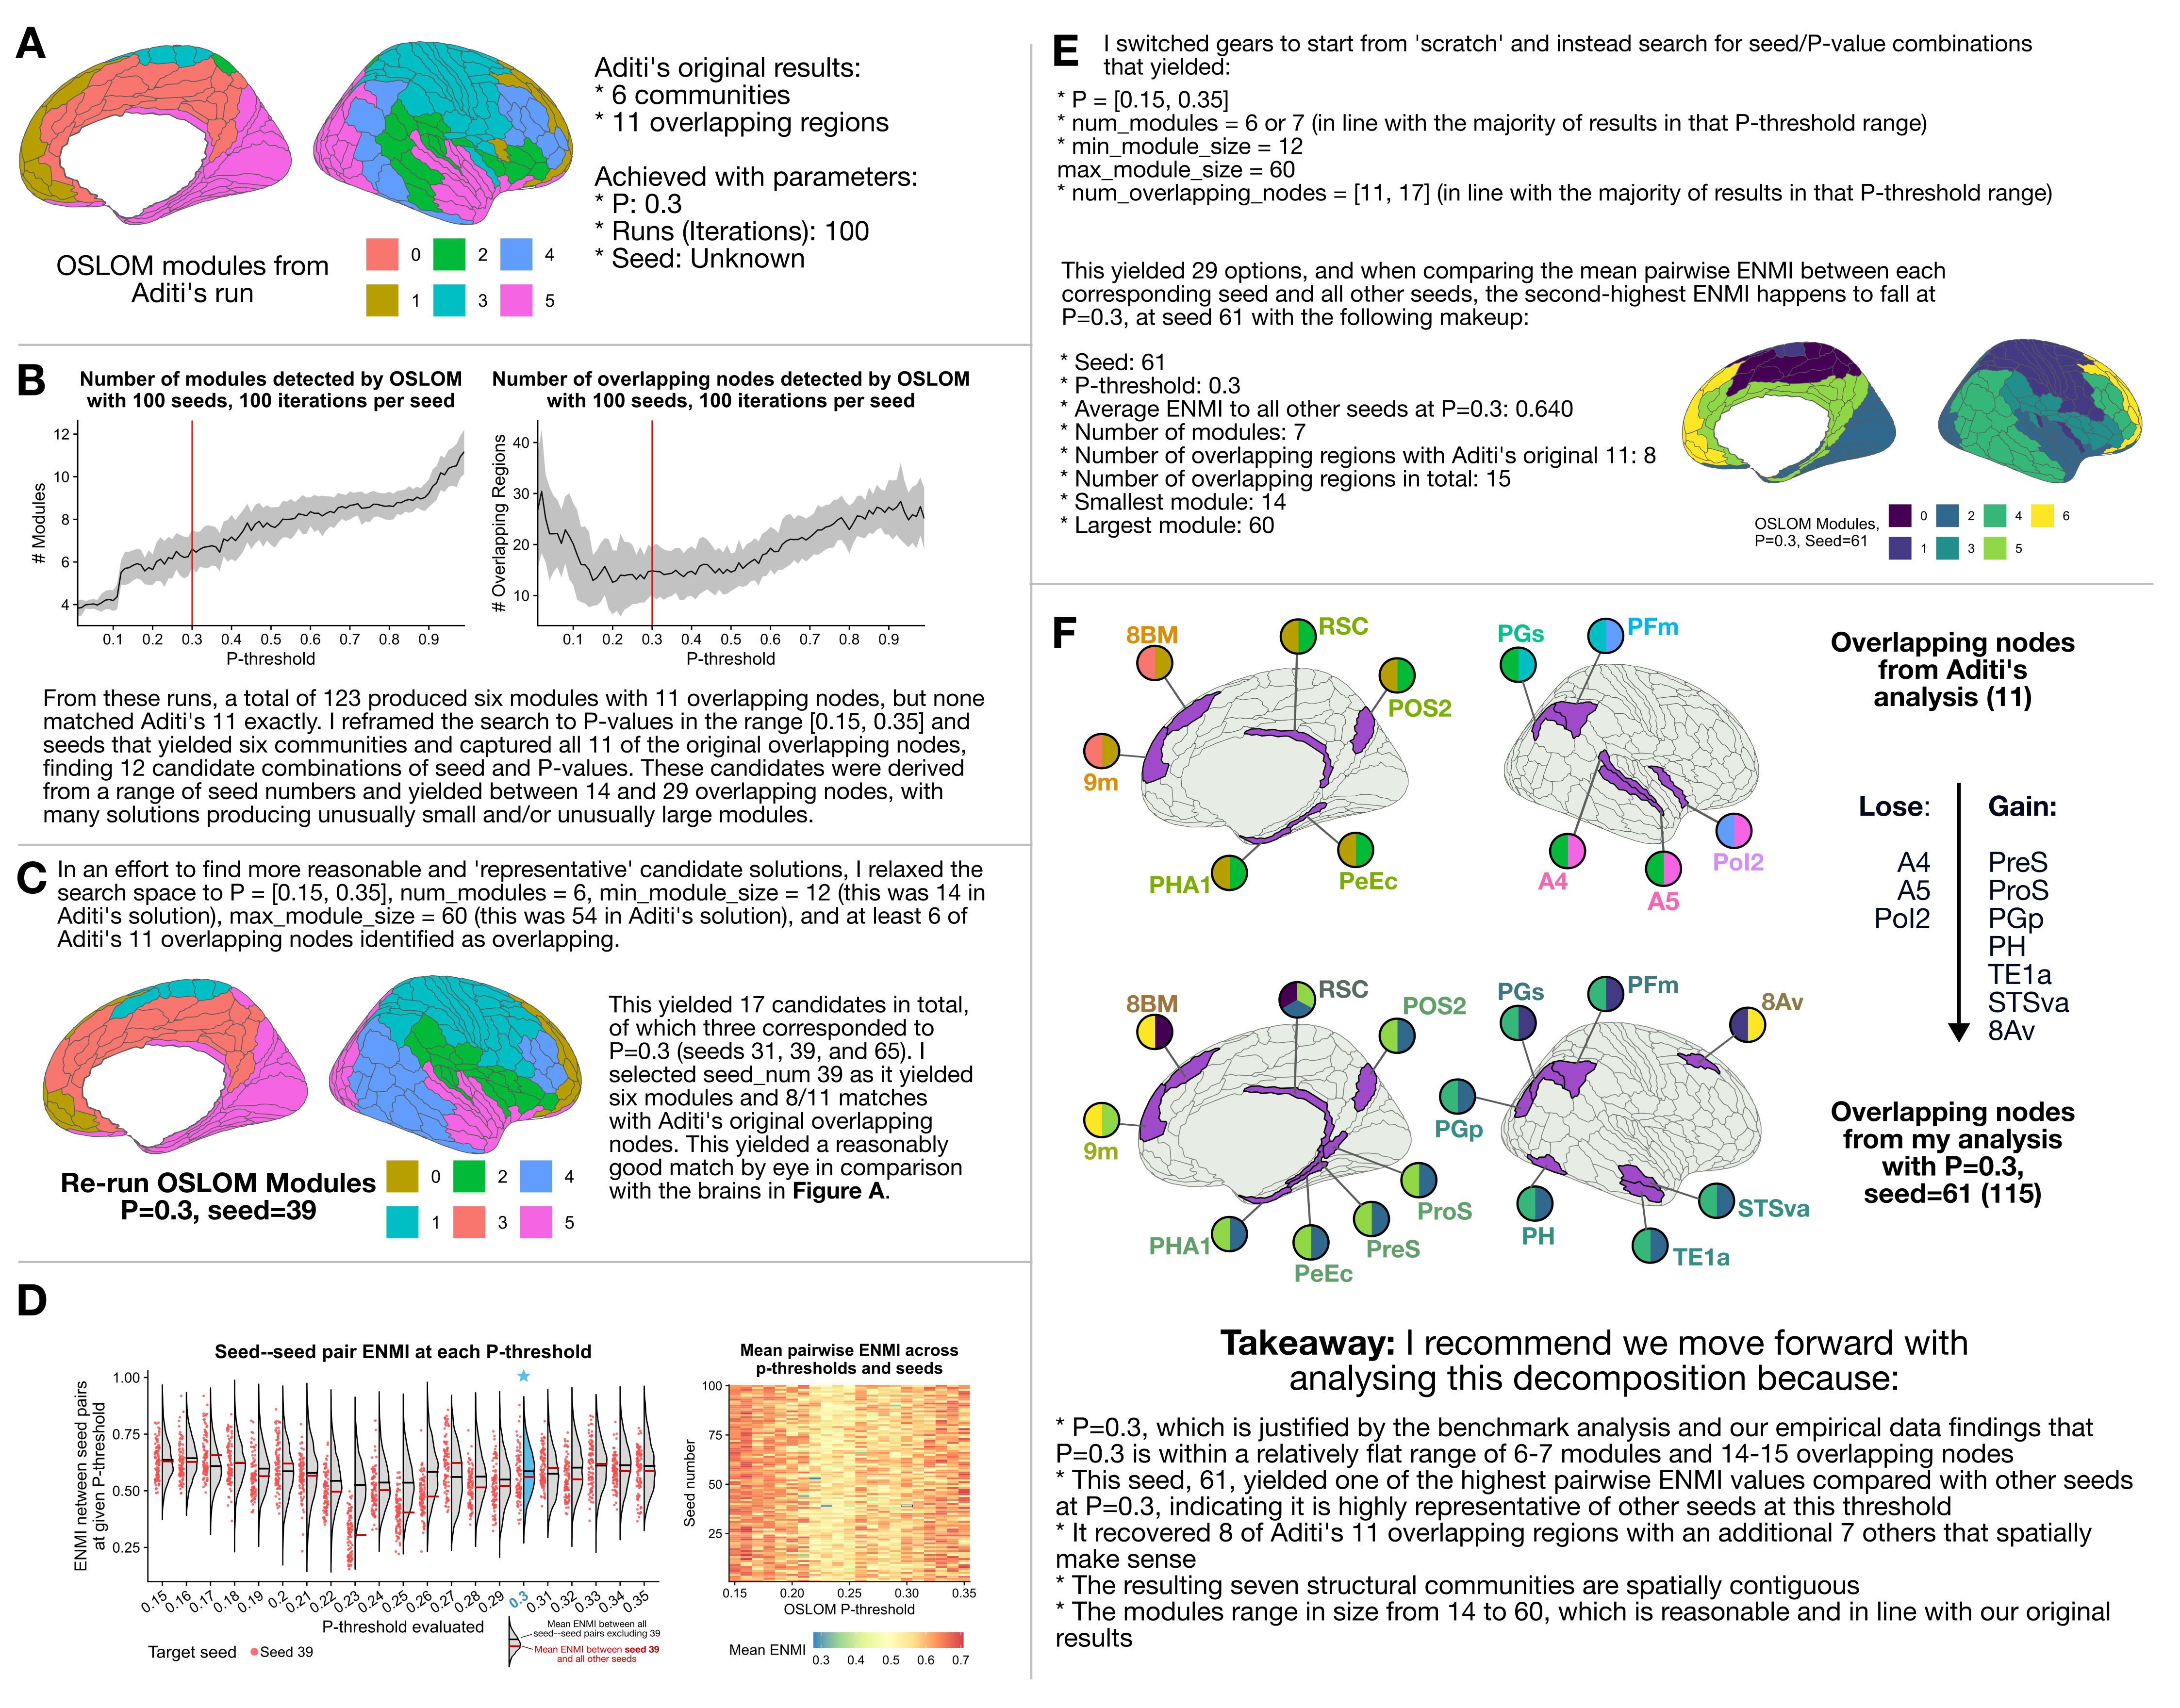 A
Aditi's original results:
* 6 communities
* 11 overlapping regions
Achieved with parameters:
* P: 0.3
* Runs (Iterations): 100
* Seed: Unknown
OSLOM modules from
Aditi's run
0 2 4
1 3 5
B
Number of modules detected by OSLOM
with 100 seeds, 100 iterations per seed
# Modules
12
10
8
6
4
0.1 0.2 0.3 0.4 0.5 0.6 0.7 0.8 0.9
P-threshold
Number of overlapping nodes detected by OSLOM
with 100 seeds, 100 iterations per seed
# Overlapping Regions
40
30
20
10
0.1 0.2 0.3 0.4 0.5 0.6 0.7 0.8 0.9
P-threshold
From these runs, a total of 123 produced six modules with 11 overlapping nodes, but none
matched Aditi's 11 exactly. I reframed the search to P-values in the range [0.15, 0.35] and
seeds that yielded six communities and captured all 11 of the original overlapping nodes,
finding 12 candidate combinations of seed and P-values. These candidates were derived
from a range of seed numbers and yielded between 14 and 29 overlapping nodes, with
many solutions producing unusually small and/or unusually large modules.
C
In an effort to find more reasonable and 'representative' candidate solutions, I relaxed the
search space to P = [0.15, 0.35], num_modules = 6, min_module_size = 12 (this was 14 in
Aditi's solution), max_module_size = 60 (this was 54 in Aditi's solution), and at least 6 of
Aditi's 11 overlapping nodes identified as overlapping.
This yielded 17 candidates in total,
of which three corresponded to
P=0.3 (seeds 31, 39, and 65). I
selected seed_num 39 as it yielded
six modules and 8/11 matches
with Aditi's original overlapping
nodes. This yielded a reasonably
good match by eye in comparison
with the brains in Figure A.
Re-run OSLOM Modules
P=0.3, seed=39
0 2 4
1 3 5
D
Seed--seed pair ENMI at each P-threshold
ENMI between seed pairs
at given P-threshold
1.00
0.75
0.50
0.25
0.15 0.16 0.17 0.18 0.19 0.2 0.21 0.22 0.23 0.24 0.25 0.26 0.27 0.28 0.29 0.3 0.31 0.32 0.33 0.34 0.35
P-threshold evaluated
Target seed Seed 39
Mean ENMI between all
seed--seed pairs excluding 39
Mean ENMI between seed 39
and all other seeds
Mean pairwise ENMI across
p-thresholds and seeds
Seed number
100
75
50
25
0.15 0.20 0.25 0.30 0.35
OSLOM P-threshold
Mean ENMI
0.3 0.4 0.5 0.6 0.7
E
I switched gears to start from 'scratch' and instead search for seed/P-value combinations
that yielded:
* P = [0.15, 0.35]
* num_modules = 6 or 7 (in line with the majority of results in that P-threshold range)
* min_module_size = 12
max_module_size = 60
* num_overlapping_nodes = [11, 17] (in line with the majority of results in that P-threshold range)
This yielded 29 options, and when comparing the mean pairwise ENMI between each
corresponding seed and all other seeds, the second-highest ENMI happens to fall at
P=0.3, at seed 61 with the following makeup:
* Seed: 61
* P-threshold: 0.3
* Average ENMI to all other seeds at P=0.3: 0.640
* Number of modules: 7
* Number of overlapping regions with Aditi's original 11: 8
* Number of overlapping regions in total: 15
* Smallest module: 14
* Largest module: 60
OSLOM Modules,
P=0.3, Seed=61
0 2 4 6
1 3 5
F
8BM
RSC
POS2
9m
PHA1
PeEc
PGs
PFm
A4
A5
PoI2
Overlapping nodes
from Aditi's
analysis (11)
Lose:
A4
A5
PoI2
Gain:
PreS
ProS
PGp
PH
TE1a
STSva
8Av
8BM
RSC
POS2
9m
PHA1
PeEc
PreS
ProS
PGs
PFm
8Av
PGp
PH
TE1a
STSva
Overlapping nodes
from my analysis
with P=0.3,
seed=61 (115)
Takeaway: I recommend we move forward with
analysing this decomposition because:
* P=0.3, which is justified by the benchmark analysis and our empirical data findings that
P=0.3 is within a relatively flat range of 6-7 modules and 14-15 overlapping nodes
* This seed, 61, yielded one of the highest pairwise ENMI values compared with other seeds
at P=0.3, indicating it is highly representative of other seeds at this threshold
* It recovered 8 of Aditi's 11 overlapping regions with an additional 7 others that spatially
make sense
* The resulting seven structural communities are spatially contiguous
* The modules range in size from 14 to 60, which is reasonable and in line with our original
results